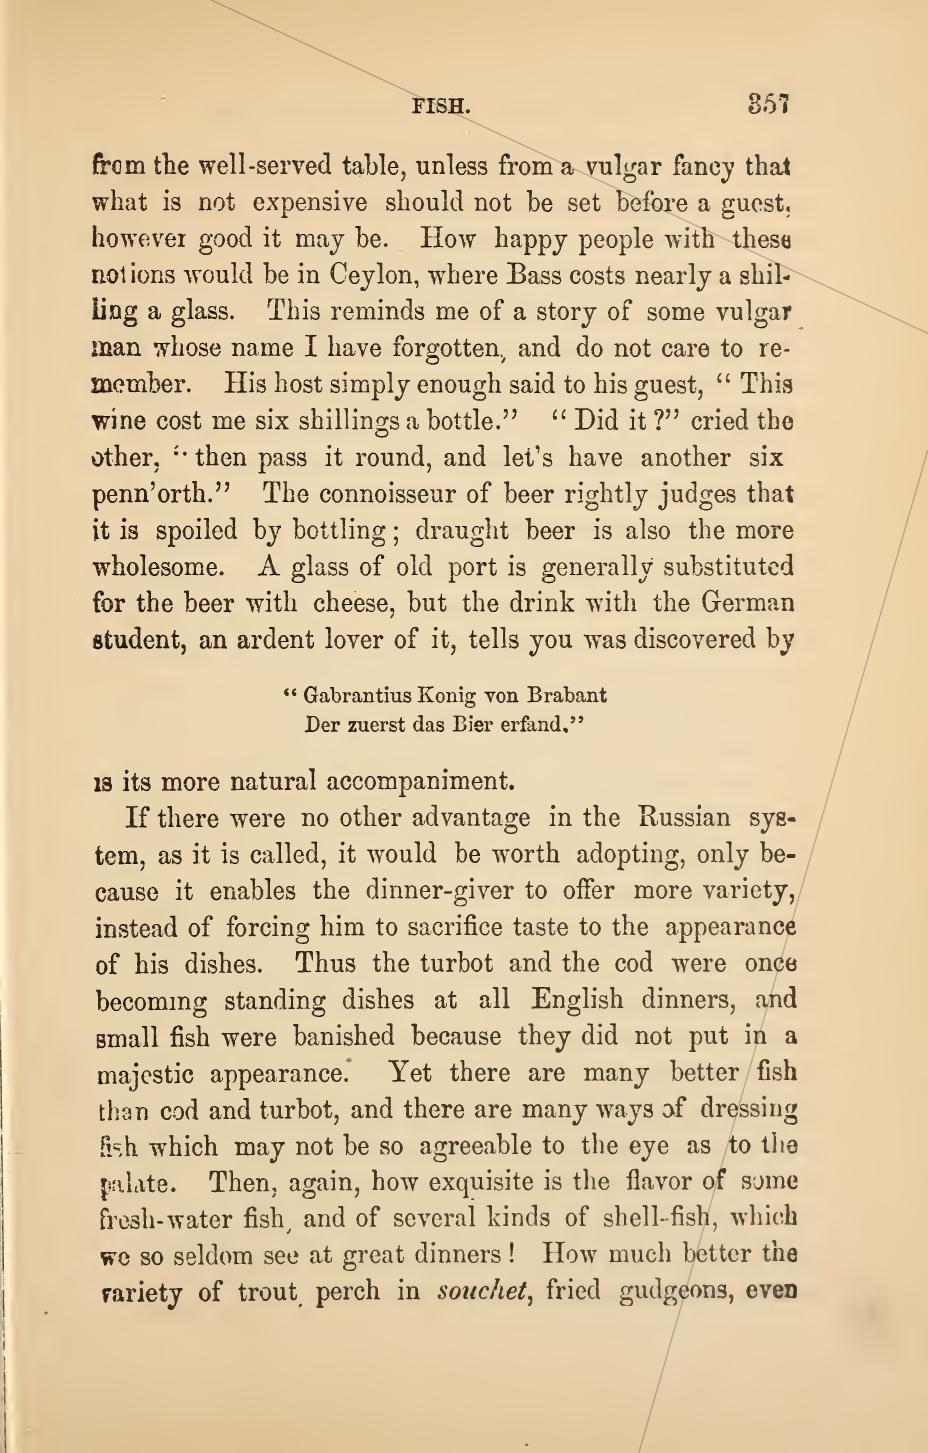 FISH. 357
from the well-served table, unless from a vulgar fancy that
what is not expensive should not be set before a guest,
however good it may be. How happy people with these
notions would be in Ceylon, where Bass costs nearly a shil-
ling a glass. This reminds me of a story of some vulgar
man whose name I have forgotten, and do not care to re-
member. His host simply enough said to his guest, “ This
wine cost me six shillings a bottle.” “ Did it ?” cried the
other, “ then pass it round, and let's have another six
penn'orth.” The connoisseur of beer rightly judges that
it is spoiled by bottling ; draught beer is also the more
wholesome. A glass of old port is generally substituted
for the beer with cheese, but the drink with the German
student, an ardent lover of it, tells you was discovered by
“ Gabrantius Konig von Brabant
Der zuerst das Bier erfand.”
is its more natural accompaniment.
If there were no other advantage in the Russian sys-
tem, as it is called, it would be worth adopting, only be-
cause it enables the dinner-giver to offer more variety,
instead of forcing him to sacrifice taste to the appearance
of his dishes. Thus the turbot and the cod were once
becoming standing dishes at all English dinners, and
small fish were banished because they did not put in a
majestic appearance. Yet there are many better fish
than cod and turbot, and there are many ways of dressing
fish which may not be so agreeable to the eye as to the
palate. Then, again, how exquisite is the flavor of some
fresh-water fish, and of several kinds of shell-fish, which
we so seldom see at great dinners ! How much better the
variety of trout, perch in souchet, fried gudgeons, even